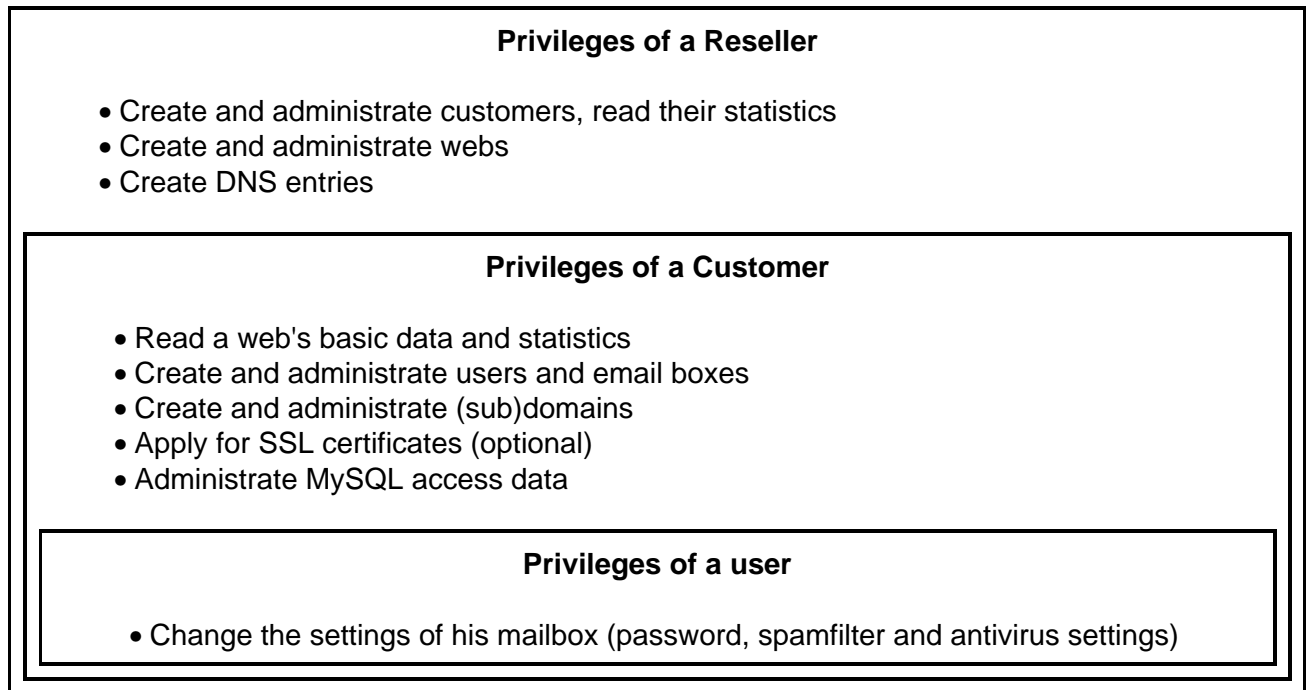 Privileges of a Reseller
• Create and administrate customers, read their statistics
• Create and administrate webs
• Create DNS entries
Privileges of a Customer
• Read a web's basic data and statistics
• Create and administrate users and email boxes
• Create and administrate (sub)domains
• Apply for SSL certificates (optional)
• Administrate MySQL access data
Privileges of a user
• Change the settings of his mailbox (password, spamfilter and antivirus settings)